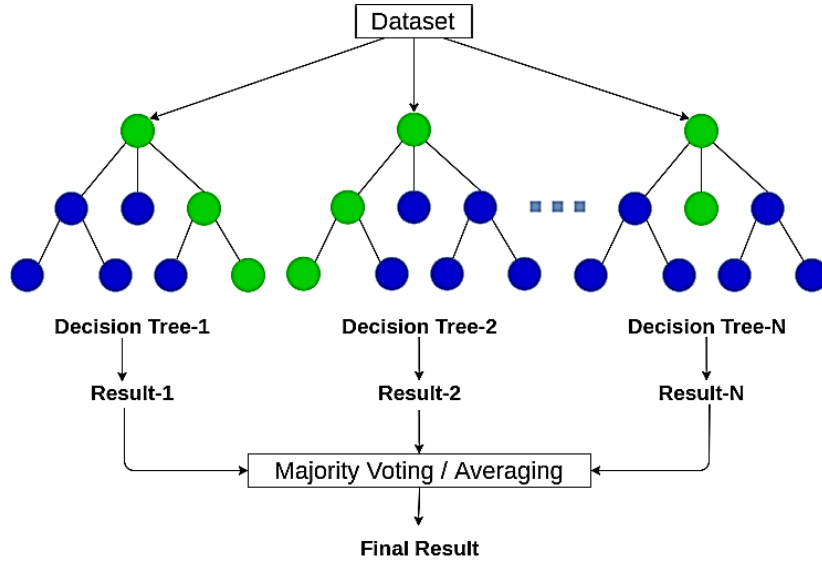 Dataset
Decision Tree-1
Decision Tree-2
Decision Tree-N
Result-1
Result-2
Result-N
Majority Voting / Averaging
Final Result